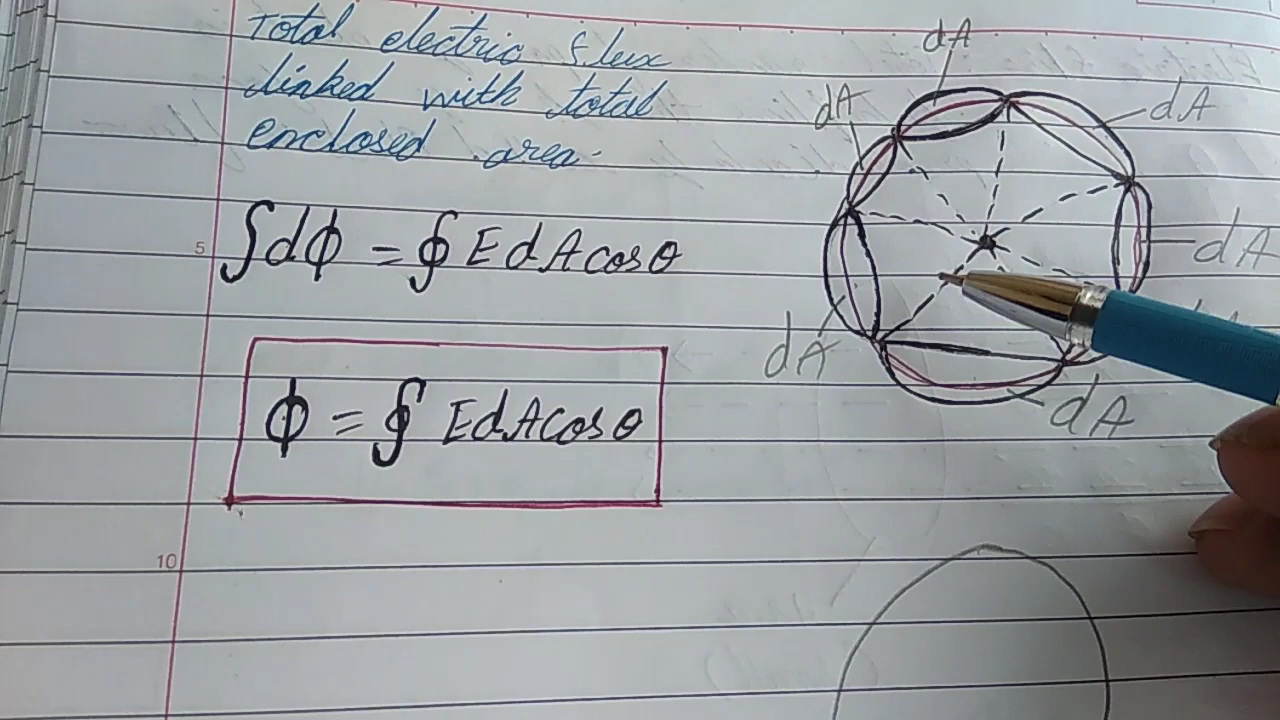 Total electric flux
linked with total
enclosed area.
∫dϕ = ∮ E dA cosθ
ϕ = ∮ E dA cosθ
5
10
dA
dA
dA
dA
dA
dA